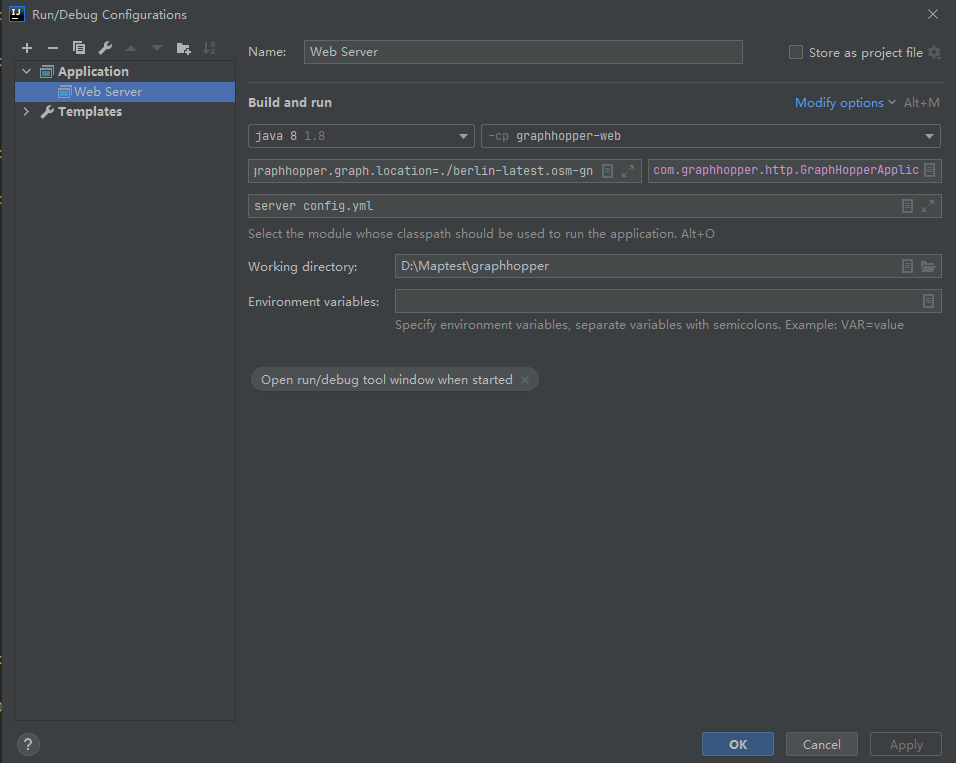 Run/Debug Configurations
Name: Web Server Store as project file
Application
Web Server
Templates
Build and run Modify options Alt+M
java 8 1.8 -cp graphhopper-web
graphhopper.graph.location=./berlin-latest.osm-gn com.graphhopper.http.GraphHopperApplic
server config.yml
Select the module whose classpath should be used to run the application. Alt+O
Working directory: D:\Maptest\graphhopper
Environment variables:
Specify environment variables, separate variables with semicolons. Example: VAR=value
Open run/debug tool window when started
? OK Cancel Apply